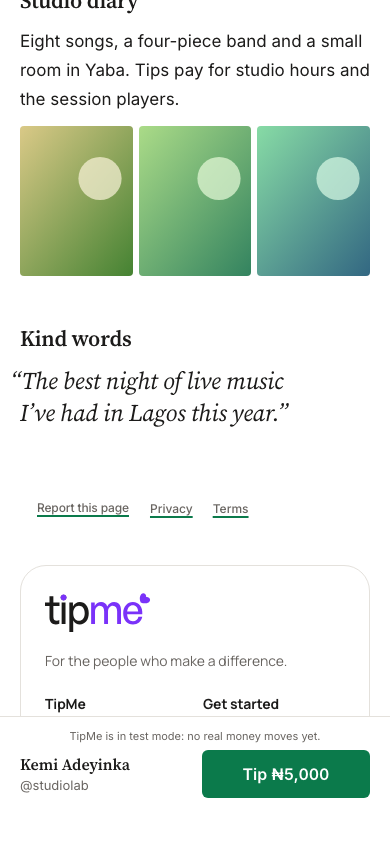 Studio diary
Eight songs, a four-piece band and a small
room in Yaba. Tips pay for studio hours and
the session players.
Kind words
“The best night of live music
I’ve had in Lagos this year.”
Report this page Privacy Terms
tipme
For the people who make a difference.
TipMe Get started
TipMe is in test mode: no real money moves yet.
Kemi Adeyinka
@studiolab
Tip ₦5,000